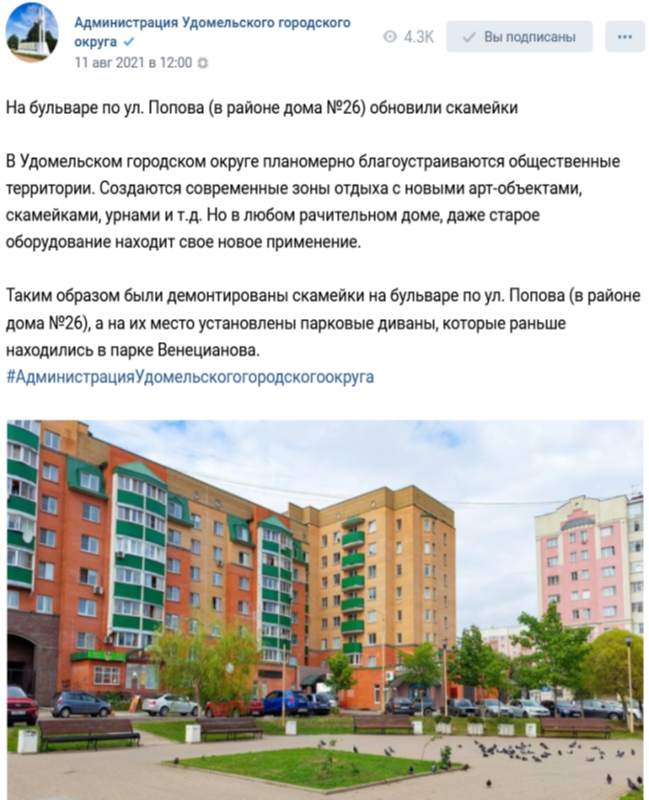 Администрация Удомельского городского
округа
4.3K
Вы подписаны
11 авг 2021 в 12:00
На бульваре по ул. Попова (в районе дома №26) обновили скамейки
В Удомельском городском округе планомерно благоустраиваются общественные
территории. Создаются современные зоны отдыха с новыми арт-объектами,
скамейками, урнами и т.д. Но в любом рачительном доме, даже старое
оборудование находит свое новое применение.
Таким образом были демонтированы скамейки на бульваре по ул. Попова (в районе
дома №26), а на их место установлены парковые диваны, которые раньше
находились в парке Венецианова.
#АдминистрацияУдомельскогогородскогоокруга